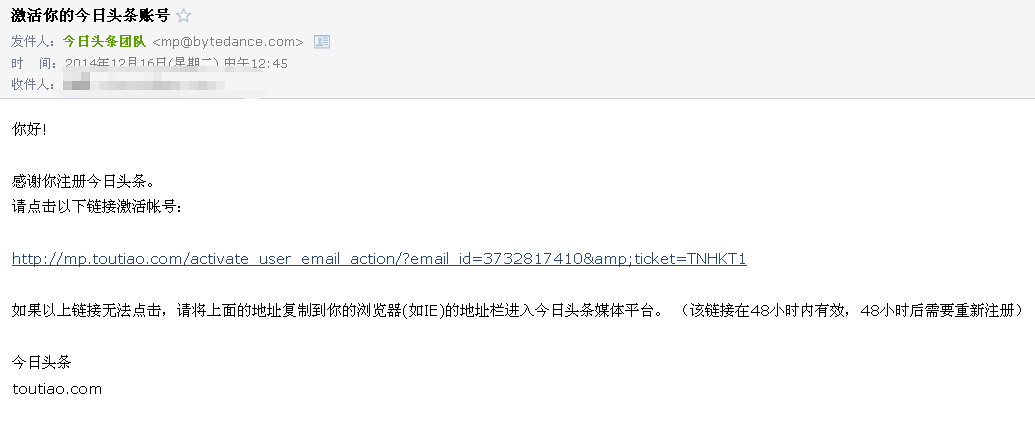 激活你的今日头条账号
发件人：今日头条团队 <mp@bytedance.com>
时 间：2014年12月16日(星期二) 中午12:45
收件人：
你好!
感谢你注册今日头条。
请点击以下链接激活帐号：
http://mp.toutiao.com/activate_user_email_action/?email_id=3732817410&amp;ticket=TNHKT1
如果以上链接无法点击，请将上面的地址复制到你的浏览器(如IE)的地址栏进入今日头条媒体平台。 （该链接在48小时内有效，48小时后需要重新注册）
今日头条
toutiao.com